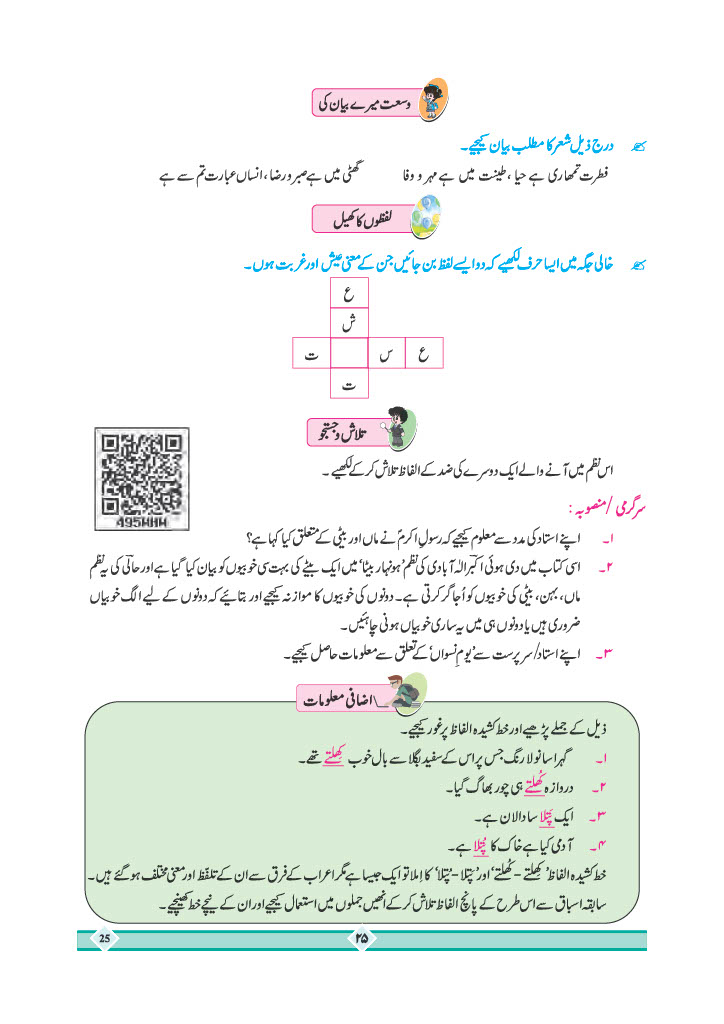 وسعت میرے بیان کی
درج ذیل شعر کا مطلب بیان کیجیے۔
فطرت تمھاری ہے حیا ، طینت میں ہے مہر و وفا گھٹی میں ہے صبر و رضا ، انساں عبارت تم سے ہے
لفظوں کا کھیل
خالی جگہ میں ایسا حرف لکھیے کہ دو ایسے لفظ بن جائیں جن کے معنی عیش اور غربت ہوں۔
ع
ش
ع س ت
ت
تلاش و جستجو
495WHM
اس نظم میں آنے والے ایک دوسرے کی ضد کے الفاظ تلاش کر کے لکھیے ۔
سرگرمی / منصوبہ :
۱۔ اپنے استاد کی مدد سے معلوم کیجیے کہ رسولِ اکرمؐ نے ماں اور بیٹی کے متعلق کیا کہا ہے؟
۲۔ اسی کتاب میں دی ہوئی اکبرؔ الٰہ آبادی کی نظم ’ہونہار بیٹا‘ میں ایک بیٹے کی بہت سی خوبیوں کو بیان کیا گیا ہے اور حالیؔ کی یہ نظم
ماں، بہن، بیٹی کی خوبیوں کو اُجاگر کرتی ہے۔ دونوں کی خوبیوں کا موازنہ کیجیے اور بتائیے کہ دونوں کے لیے الگ خوبیاں
ضروری ہیں یا دونوں ہی میں یہ ساری خوبیاں ہونی چاہئیں۔
۳۔ اپنے استاد/ سرپرست سے ’یومِ نسواں‘ کے تعلق سے معلومات حاصل کیجیے۔
اضافی معلومات
ذیل کے جملے پڑھیے اور خط کشیدہ الفاظ پر غور کیجیے۔
۱۔ گہرا سانولا رنگ جس پر اس کے سفید بگلا سے بال خوب کِھلتے تھے۔
۲۔ دروازہ کُھلتے ہی چور بھاگ گیا۔
۳۔ ایک پَتلا سا دالان ہے۔
۴۔ آدمی کیا ہے خاک کا پُتلا ہے۔
خط کشیدہ الفاظ ’کِھلتے - کُھلتے‘ اور ’پَتلا - پُتلا‘ کا اِملا تو ایک جیسا ہے مگر اعراب کے فرق سے ان کے تلفظ اور معنی مختلف ہو گئے ہیں۔
سابقہ اسباق سے اس طرح کے پانچ الفاظ تلاش کر کے انھیں جملوں میں استعمال کیجیے اور ان کے نیچے خط کھینچیے۔
25
۲۵